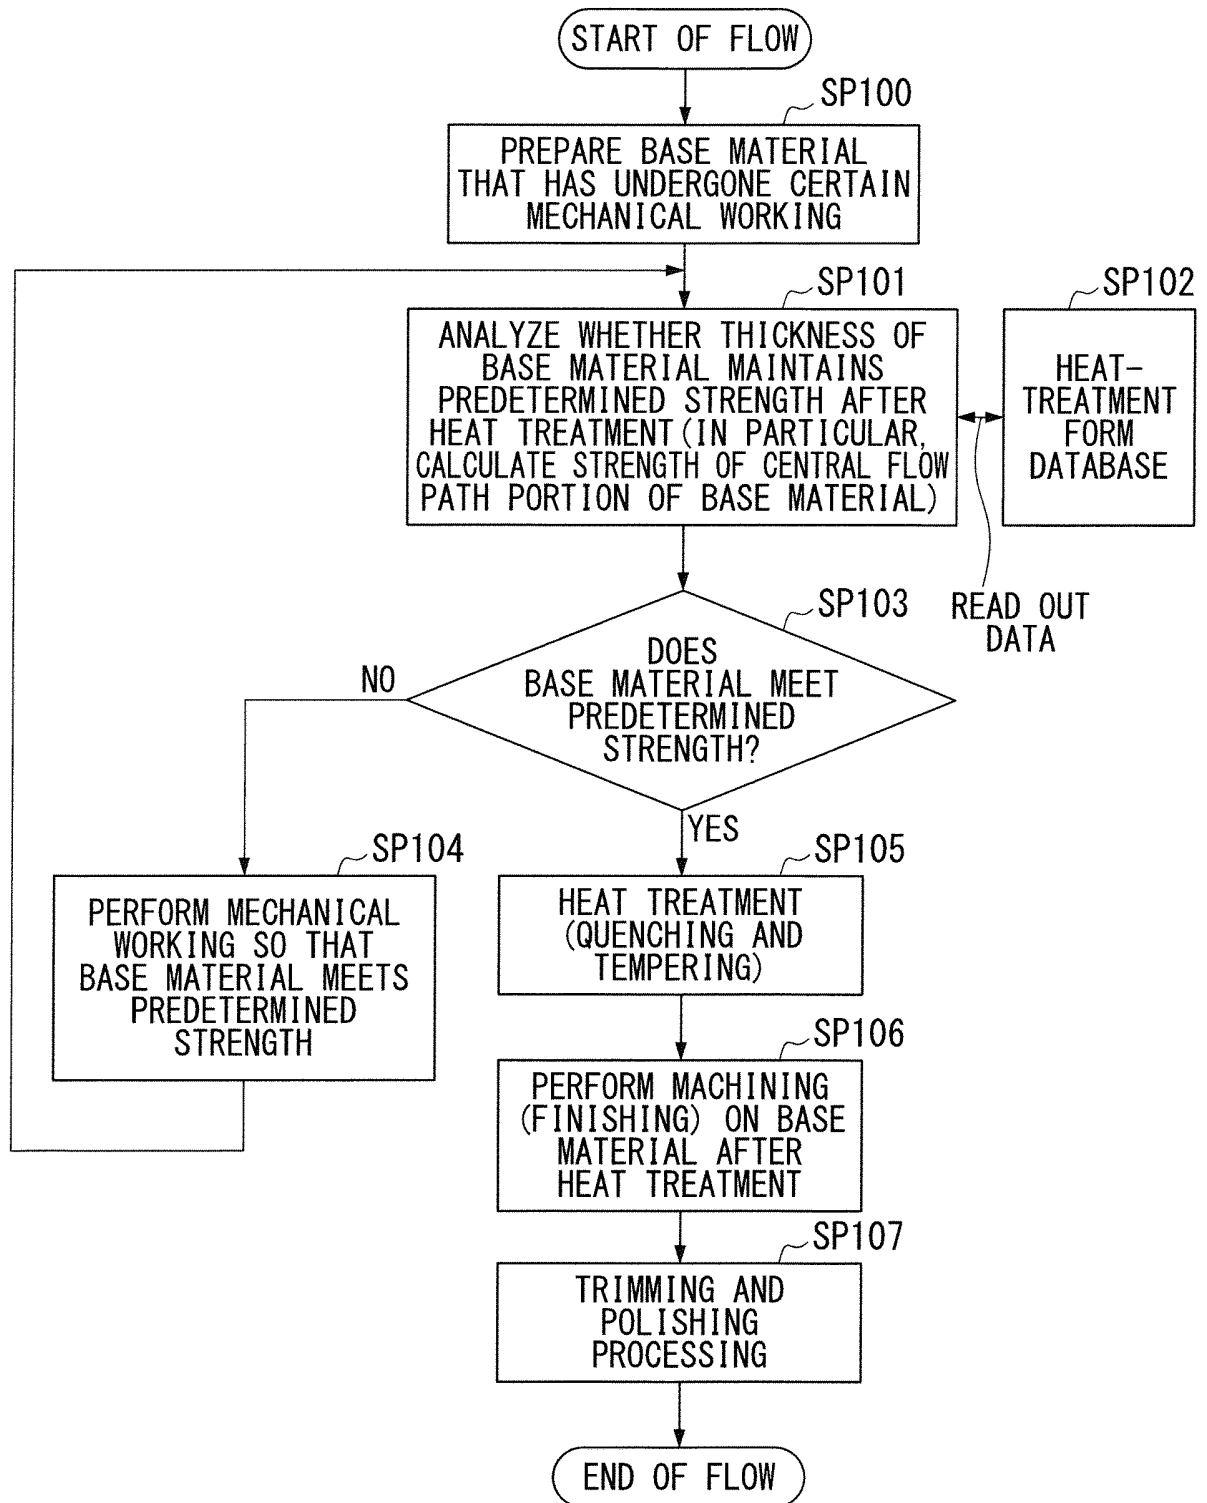 START OF FLOW
SP100
PREPARE BASE MATERIAL
THAT HAS UNDERGONE CERTAIN
MECHANICAL WORKING
SP101
ANALYZE WHETHER THICKNESS OF
BASE MATERIAL MAINTAINS
PREDETERMINED STRENGTH AFTER
HEAT TREATMENT (IN PARTICULAR,
CALCULATE STRENGTH OF CENTRAL FLOW
PATH PORTION OF BASE MATERIAL)
SP102
HEAT-
TREATMENT
FORM
DATABASE
READ OUT
DATA
SP103
DOES
BASE MATERIAL MEET
PREDETERMINED
STRENGTH?
NO
YES
SP104
PERFORM MECHANICAL
WORKING SO THAT
BASE MATERIAL MEETS
PREDETERMINED
STRENGTH
SP105
HEAT TREATMENT
(QUENCHING AND
TEMPERING)
SP106
PERFORM MACHINING
(FINISHING) ON BASE
MATERIAL AFTER
HEAT TREATMENT
SP107
TRIMMING AND
POLISHING
PROCESSING
END OF FLOW